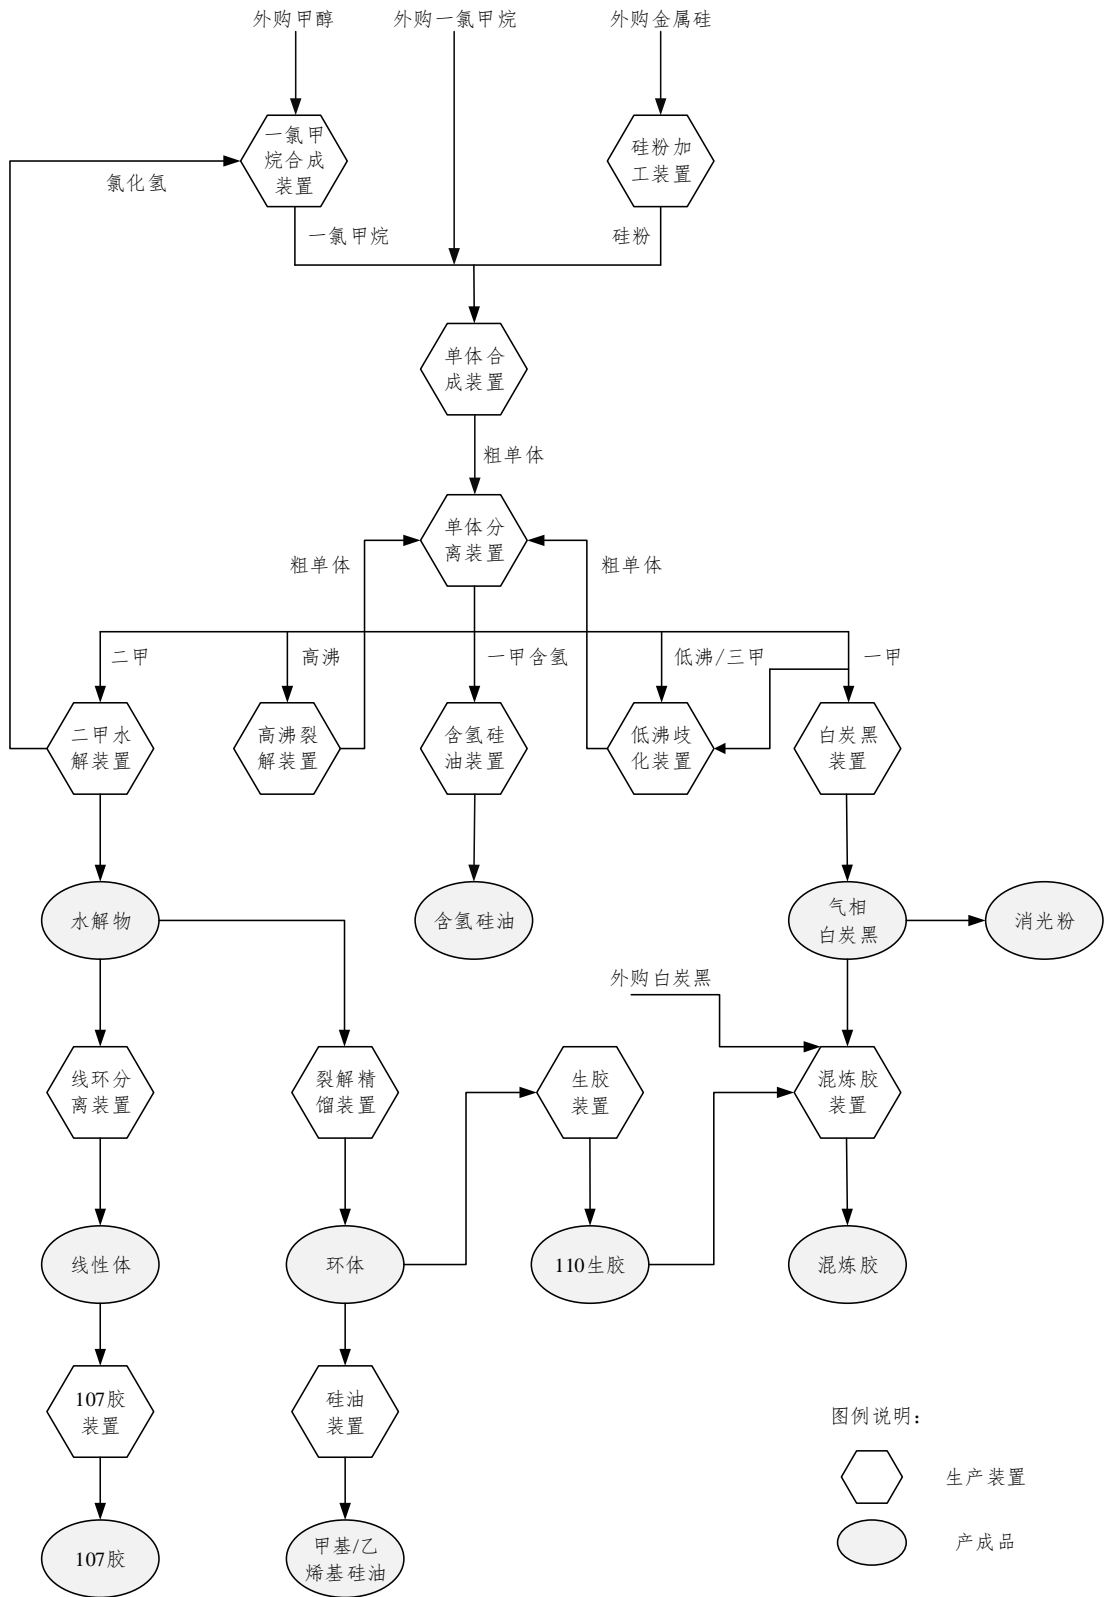 外购甲醇
外购一氯甲烷
外购金属硅
一氯甲
烷合成
装置
硅粉加
工装置
氯化氢
一氯甲烷
硅粉
单体合
成装置
粗单体
单体分
离装置
粗单体
粗单体
二甲
高沸
一甲含氢
低沸/三甲
一甲
二甲水
解装置
高沸裂
解装置
含氢硅
油装置
低沸歧
化装置
白炭黑
装置
水解物
含氢硅油
气相
白炭黑
消光粉
外购白炭黑
线环分
离装置
裂解精
馏装置
生胶
装置
混炼胶
装置
线性体
环体
110生胶
混炼胶
107胶
装置
硅油
装置
图例说明：
生产装置
107胶
甲基/乙
烯基硅油
产成品